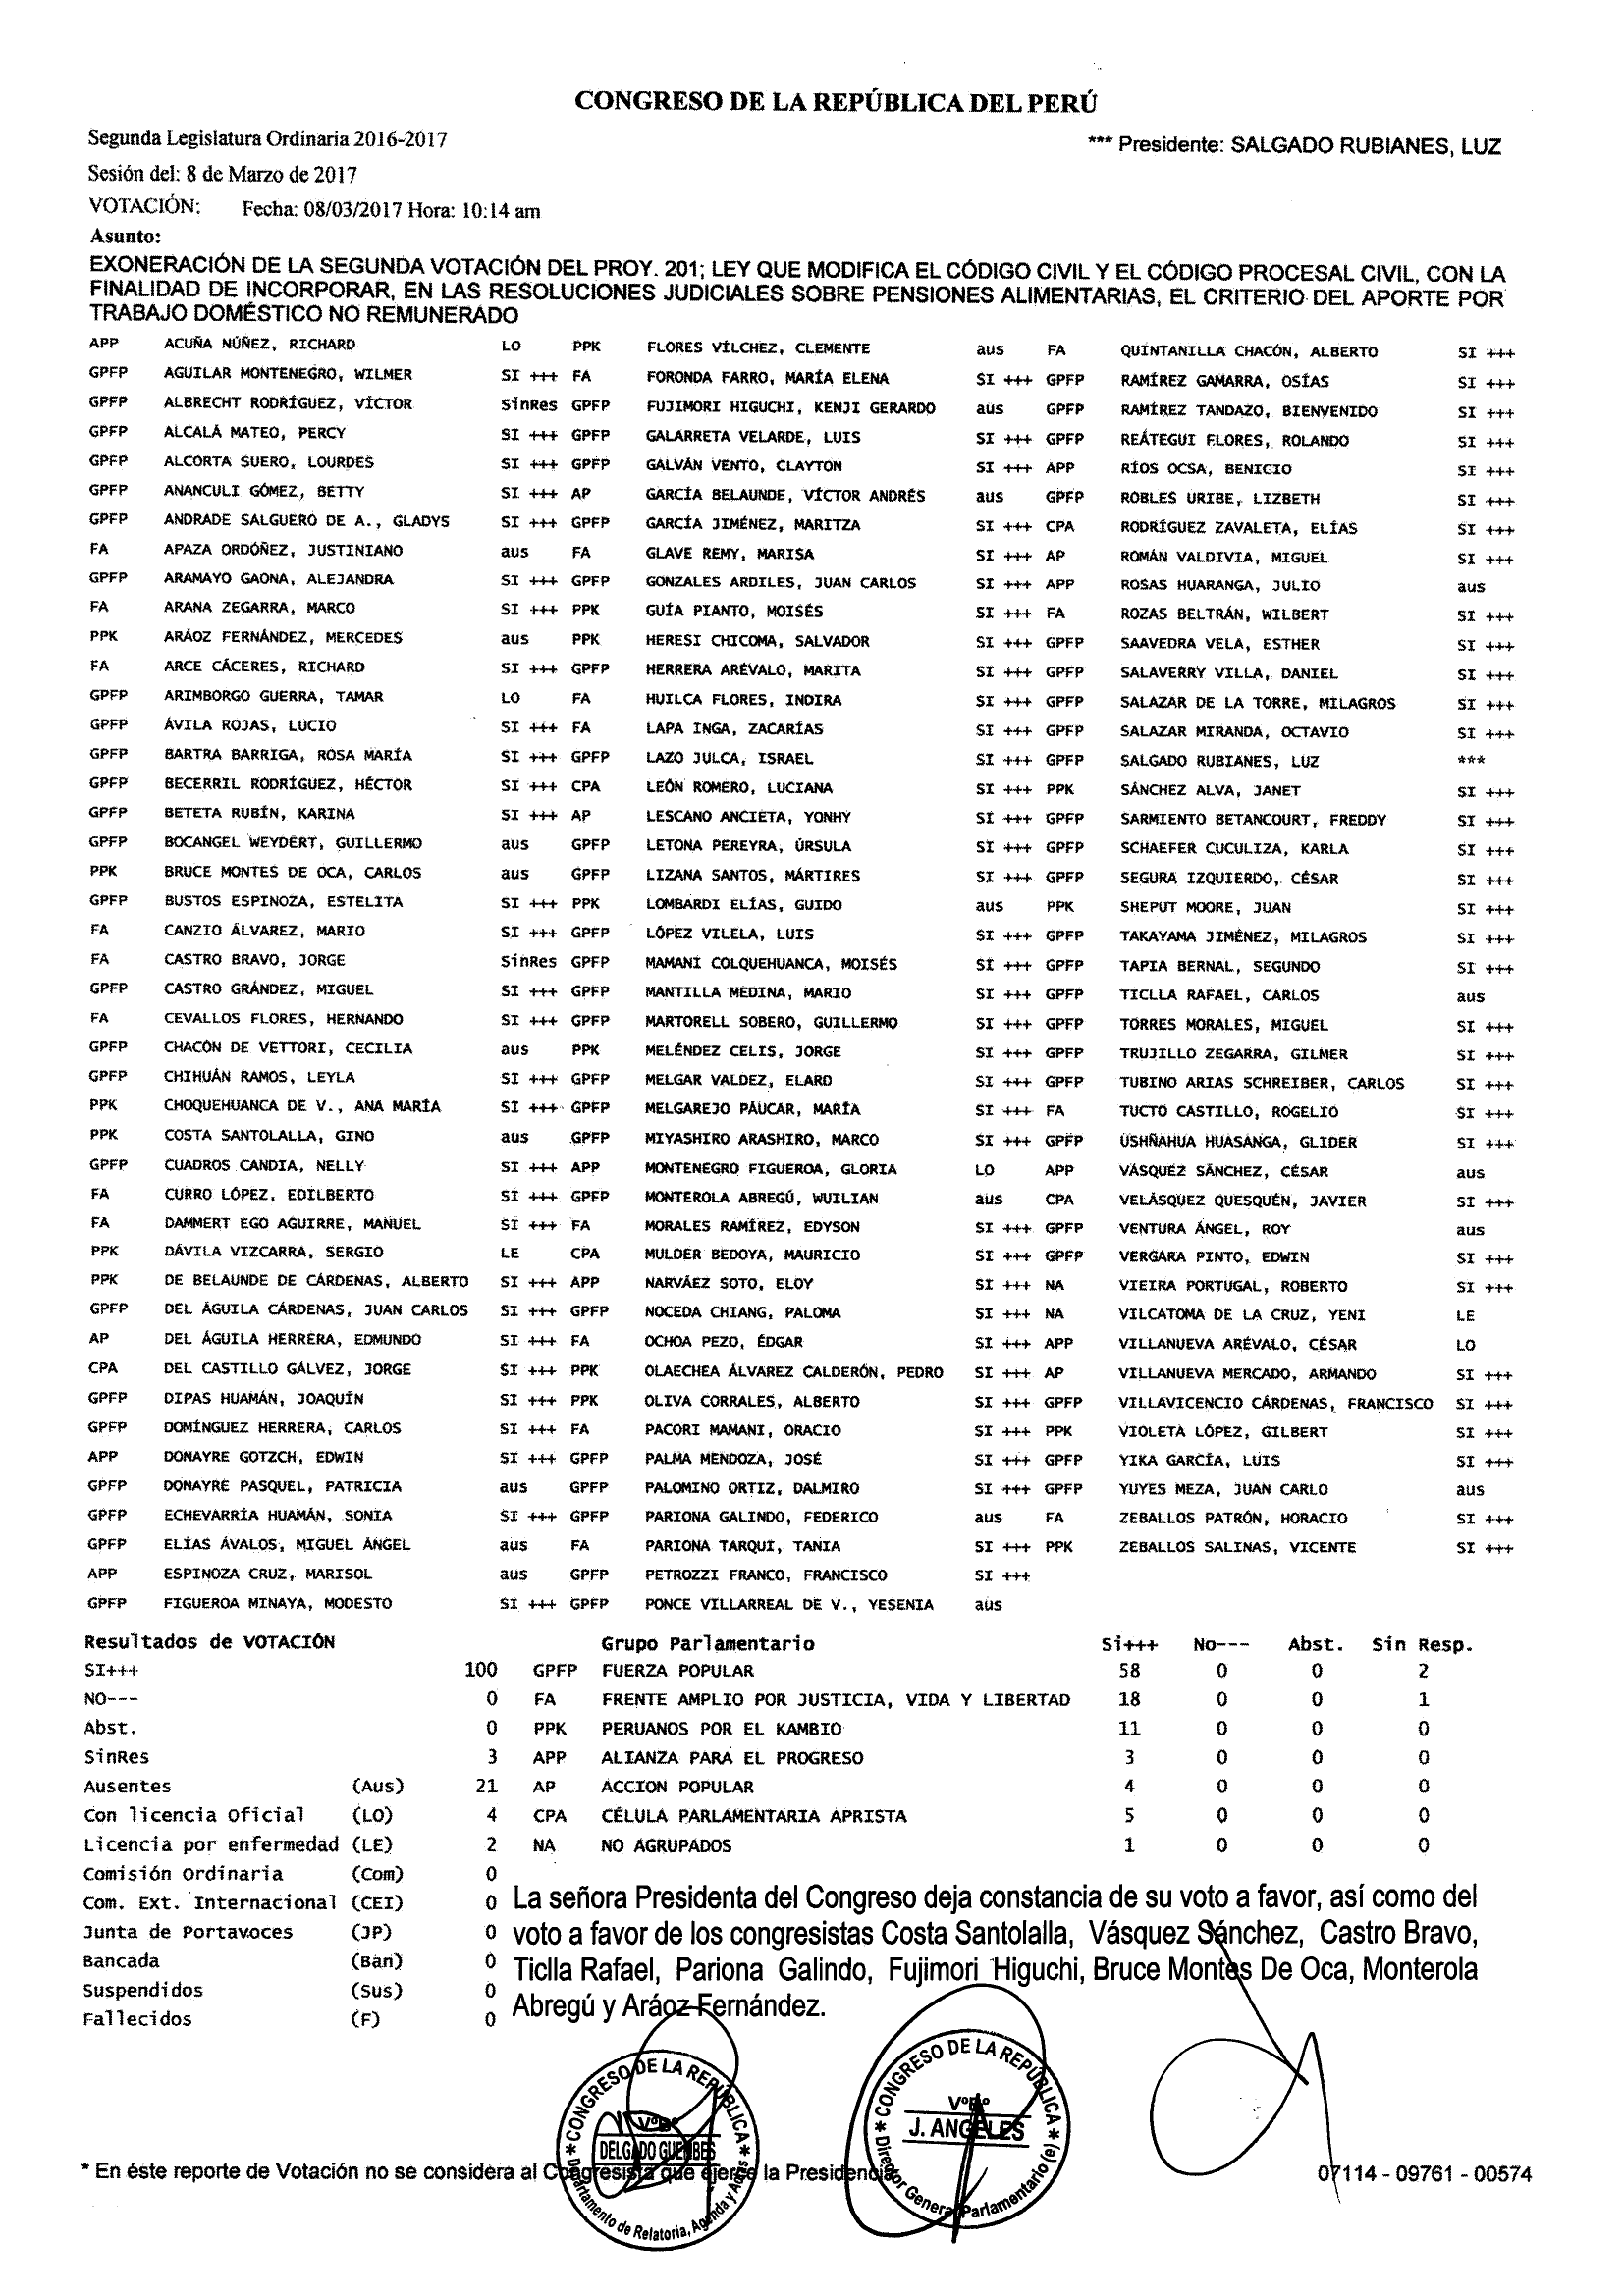 CONGRESO DE LA REPÚBLICA DEL PERÚ
Segunda Legislatura Ordinaria 2016-2017 *** Presidente: SALGADO RUBIANES, LUZ
Sesión del: 8 de Marzo de 2017
VOTACIÓN: Fecha: 08/03/2017 Hora: 10:14 am
Asunto:
EXONERACIÓN DE LA SEGUNDA VOTACIÓN DEL PROY. 201; LEY QUE MODIFICA EL CÓDIGO CIVIL Y EL CÓDIGO PROCESAL CIVIL, CON LA
FINALIDAD DE INCORPORAR, EN LAS RESOLUCIONES JUDICIALES SOBRE PENSIONES ALIMENTARIAS, EL CRITERIO DEL APORTE POR
TRABAJO DOMÉSTICO NO REMUNERADO
APP ACUÑA NÚÑEZ, RICHARD LO PPK FLORES VÍLCHEZ, CLEMENTE aus FA QUINTANILLA CHACÓN, ALBERTO SI +++
GPFP AGUILAR MONTENEGRO, WILMER SI +++ FA FORONDA FARRO, MARÍA ELENA SI +++ GPFP RAMÍREZ GAMARRA, OSÍAS SI +++
GPFP ALBRECHT RODRÍGUEZ, VÍCTOR SinRes GPFP FUJIMORI HIGUCHI, KENJI GERARDO aus GPFP RAMÍREZ TANDAZO, BIENVENIDO SI +++
GPFP ALCALÁ MATEO, PERCY SI +++ GPFP GALARRETA VELARDE, LUIS SI +++ GPFP REÁTEGUI FLORES, ROLANDO SI +++
GPFP ALCORTA SUERO, LOURDES SI +++ GPFP GALVÁN VENTO, CLAYTON SI +++ APP RÍOS OCSA, BENICIO SI +++
GPFP ANANCULI GÓMEZ, BETTY SI +++ AP GARCÍA BELAUNDE, VÍCTOR ANDRÉS aus GPFP ROBLES URIBE, LIZBETH SI +++
GPFP ANDRADE SALGUERO DE A., GLADYS SI +++ GPFP GARCÍA JIMÉNEZ, MARITZA SI +++ CPA RODRÍGUEZ ZAVALETA, ELÍAS SI +++
FA APAZA ORDÓÑEZ, JUSTINIANO aus FA GLAVE REMY, MARISA SI +++ AP ROMÁN VALDIVIA, MIGUEL SI +++
GPFP ARAMAYO GAONA, ALEJANDRA SI +++ GPFP GONZALES ARDILES, JUAN CARLOS SI +++ APP ROSAS HUARANGA, JULIO aus
FA ARANA ZEGARRA, MARCO SI +++ PPK GUÍA PIANTO, MOISÉS SI +++ FA ROZAS BELTRÁN, WILBERT SI +++
PPK ARÁOZ FERNÁNDEZ, MERCEDES aus PPK HERESI CHICOMA, SALVADOR SI +++ GPFP SAAVEDRA VELA, ESTHER SI +++
FA ARCE CÁCERES, RICHARD SI +++ GPFP HERRERA ARÉVALO, MARITA SI +++ GPFP SALAVERRY VILLA, DANIEL SI +++
GPFP ARIMBORGO GUERRA, TAMAR LO FA HUILCA FLORES, INDIRA SI +++ GPFP SALAZAR DE LA TORRE, MILAGROS SI +++
GPFP ÁVILA ROJAS, LUCIO SI +++ FA LAPA INGA, ZACARÍAS SI +++ GPFP SALAZAR MIRANDA, OCTAVIO SI +++
GPFP BARTRA BARRIGA, ROSA MARÍA SI +++ GPFP LAZO JULCA, ISRAEL SI +++ GPFP SALGADO RUBIANES, LUZ ***
GPFP BECERRIL RODRÍGUEZ, HÉCTOR SI +++ CPA LEÓN ROMERO, LUCIANA SI +++ PPK SÁNCHEZ ALVA, JANET SI +++
GPFP BETETA RUBÍN, KARINA SI +++ AP LESCANO ANCIETA, YONHY SI +++ GPFP SARMIENTO BETANCOURT, FREDDY SI +++
GPFP BOCANGEL WEYDERT, GUILLERMO aus GPFP LETONA PEREYRA, ÚRSULA SI +++ GPFP SCHAEFER CUCULIZA, KARLA SI +++
PPK BRUCE MONTES DE OCA, CARLOS aus GPFP LIZANA SANTOS, MÁRTIRES SI +++ GPFP SEGURA IZQUIERDO, CÉSAR SI +++
GPFP BUSTOS ESPINOZA, ESTELITA SI +++ PPK LOMBARDI ELÍAS, GUIDO aus PPK SHEPUT MOORE, JUAN SI +++
FA CANZIO ÁLVAREZ, MARIO SI +++ GPFP LÓPEZ VILELA, LUIS SI +++ GPFP TAKAYAMA JIMÉNEZ, MILAGROS SI +++
FA CASTRO BRAVO, JORGE SinRes GPFP MAMANI COLQUEHUANCA, MOISÉS SI +++ GPFP TAPIA BERNAL, SEGUNDO SI +++
GPFP CASTRO GRÁNDEZ, MIGUEL SI +++ GPFP MANTILLA MEDINA, MARIO SI +++ GPFP TICLLA RAFAEL, CARLOS aus
FA CEVALLOS FLORES, HERNANDO SI +++ GPFP MARTORELL SOBERO, GUILLERMO SI +++ GPFP TORRES MORALES, MIGUEL SI +++
GPFP CHACÓN DE VETTORI, CECILIA aus PPK MELÉNDEZ CELIS, JORGE SI +++ GPFP TRUJILLO ZEGARRA, GILMER SI +++
GPFP CHIHUÁN RAMOS, LEYLA SI +++ GPFP MELGAR VALDEZ, ELARD SI +++ GPFP TUBINO ARIAS SCHREIBER, CARLOS SI +++
PPK CHOQUEHUANCA DE V., ANA MARÍA SI +++ GPFP MELGAREJO PÁUCAR, MARÍA SI +++ FA TUCTO CASTILLO, ROGELIO SI +++
PPK COSTA SANTOLALLA, GINO aus GPFP MIYASHIRO ARASHIRO, MARCO SI +++ GPFP USHÑAHUA HUASANGA, GLIDER SI +++
GPFP CUADROS CANDIA, NELLY SI +++ APP MONTENEGRO FIGUEROA, GLORIA LO APP VÁSQUEZ SÁNCHEZ, CÉSAR aus
FA CURRO LÓPEZ, EDILBERTO SI +++ GPFP MONTEROLA ABREGÚ, WUILIAN aus CPA VELÁSQUEZ QUESQUÉN, JAVIER SI +++
FA DAMMERT EGO AGUIRRE, MANUEL SI +++ FA MORALES RAMÍREZ, EDYSON SI +++ GPFP VENTURA ÁNGEL, ROY aus
PPK DÁVILA VIZCARRA, SERGIO LE CPA MULDER BEDOYA, MAURICIO SI +++ GPFP VERGARA PINTO, EDWIN SI +++
PPK DE BELAUNDE DE CÁRDENAS, ALBERTO SI +++ APP NARVÁEZ SOTO, ELOY SI +++ NA VIEIRA PORTUGAL, ROBERTO SI +++
GPFP DEL ÁGUILA CÁRDENAS, JUAN CARLOS SI +++ GPFP NOCEDA CHIANG, PALOMA SI +++ NA VILCATOMA DE LA CRUZ, YENI LE
AP DEL ÁGUILA HERRERA, EDMUNDO SI +++ FA OCHOA PEZO, ÉDGAR SI +++ APP VILLANUEVA ARÉVALO, CÉSAR LO
CPA DEL CASTILLO GÁLVEZ, JORGE SI +++ PPK OLAECHEA ÁLVAREZ CALDERÓN, PEDRO SI +++ AP VILLANUEVA MERCADO, ARMANDO SI +++
GPFP DIPAS HUAMÁN, JOAQUÍN SI +++ PPK OLIVA CORRALES, ALBERTO SI +++ GPFP VILLAVICENCIO CÁRDENAS, FRANCISCO SI +++
GPFP DOMÍNGUEZ HERRERA, CARLOS SI +++ FA PACORI MAMANI, ORACIO SI +++ PPK VIOLETA LÓPEZ, GILBERT SI +++
APP DONAYRE GOTZCH, EDWIN SI +++ GPFP PALMA MENDOZA, JOSÉ SI +++ GPFP YIKA GARCÍA, LUIS SI +++
GPFP DONAYRE PASQUEL, PATRICIA aus GPFP PALOMINO ORTIZ, DALMIRO SI +++ GPFP YUYES MEZA, JUAN CARLO aus
GPFP ECHEVARRÍA HUAMÁN, SONIA SI +++ GPFP PARIONA GALINDO, FEDERICO aus FA ZEBALLOS PATRÓN, HORACIO SI +++
GPFP ELÍAS ÁVALOS, MIGUEL ÁNGEL aus FA PARIONA TARQUI, TANIA SI +++ PPK ZEBALLOS SALINAS, VICENTE SI +++
APP ESPINOZA CRUZ, MARISOL aus GPFP PETROZZI FRANCO, FRANCISCO SI +++
GPFP FIGUEROA MINAYA, MODESTO SI +++ GPFP PONCE VILLARREAL DE V., YESENIA aus
Resultados de VOTACIÓN Grupo Parlamentario Si+++ No--- Abst. Sin Resp.
SI+++ 100 GPFP FUERZA POPULAR 58 0 0 2
NO--- 0 FA FRENTE AMPLIO POR JUSTICIA, VIDA Y LIBERTAD 18 0 0 1
Abst. 0 PPK PERUANOS POR EL KAMBIO 11 0 0 0
SinRes 3 APP ALIANZA PARA EL PROGRESO 3 0 0 0
Ausentes (Aus) 21 AP ACCION POPULAR 4 0 0 0
Con licencia Oficial (LO) 4 CPA CÉLULA PARLAMENTARIA APRISTA 5 0 0 0
Licencia por enfermedad (LE) 2 NA NO AGRUPADOS 1 0 0 0
Comisión Ordinaria (Com) 0
Com. Ext. Internacional (CEI) 0
Junta de Portavoces (JP) 0
Bancada (Ban) 0
Suspendidos (Sus) 0
Fallecidos (F) 0
La señora Presidenta del Congreso deja constancia de su voto a favor, así como del
voto a favor de los congresistas Costa Santolalla, Vásquez Sánchez, Castro Bravo,
Ticlla Rafael, Pariona Galindo, Fujimori Higuchi, Bruce Montes De Oca, Monterola
Abregú y Aráoz Fernández.
* CONGRESO DE LA REPÚBLICA *
VºBº
DELGADO GUEMBES
Departamento de Relatoria, Agenda y Actas
* CONGRESO DE LA REPÚBLICA *
VºBº
J. ANGELES
Director General Parlamentario (e)
* En éste reporte de Votación no se considera al Congresista que ejerce la Presidencia 07114 - 09761 - 00574